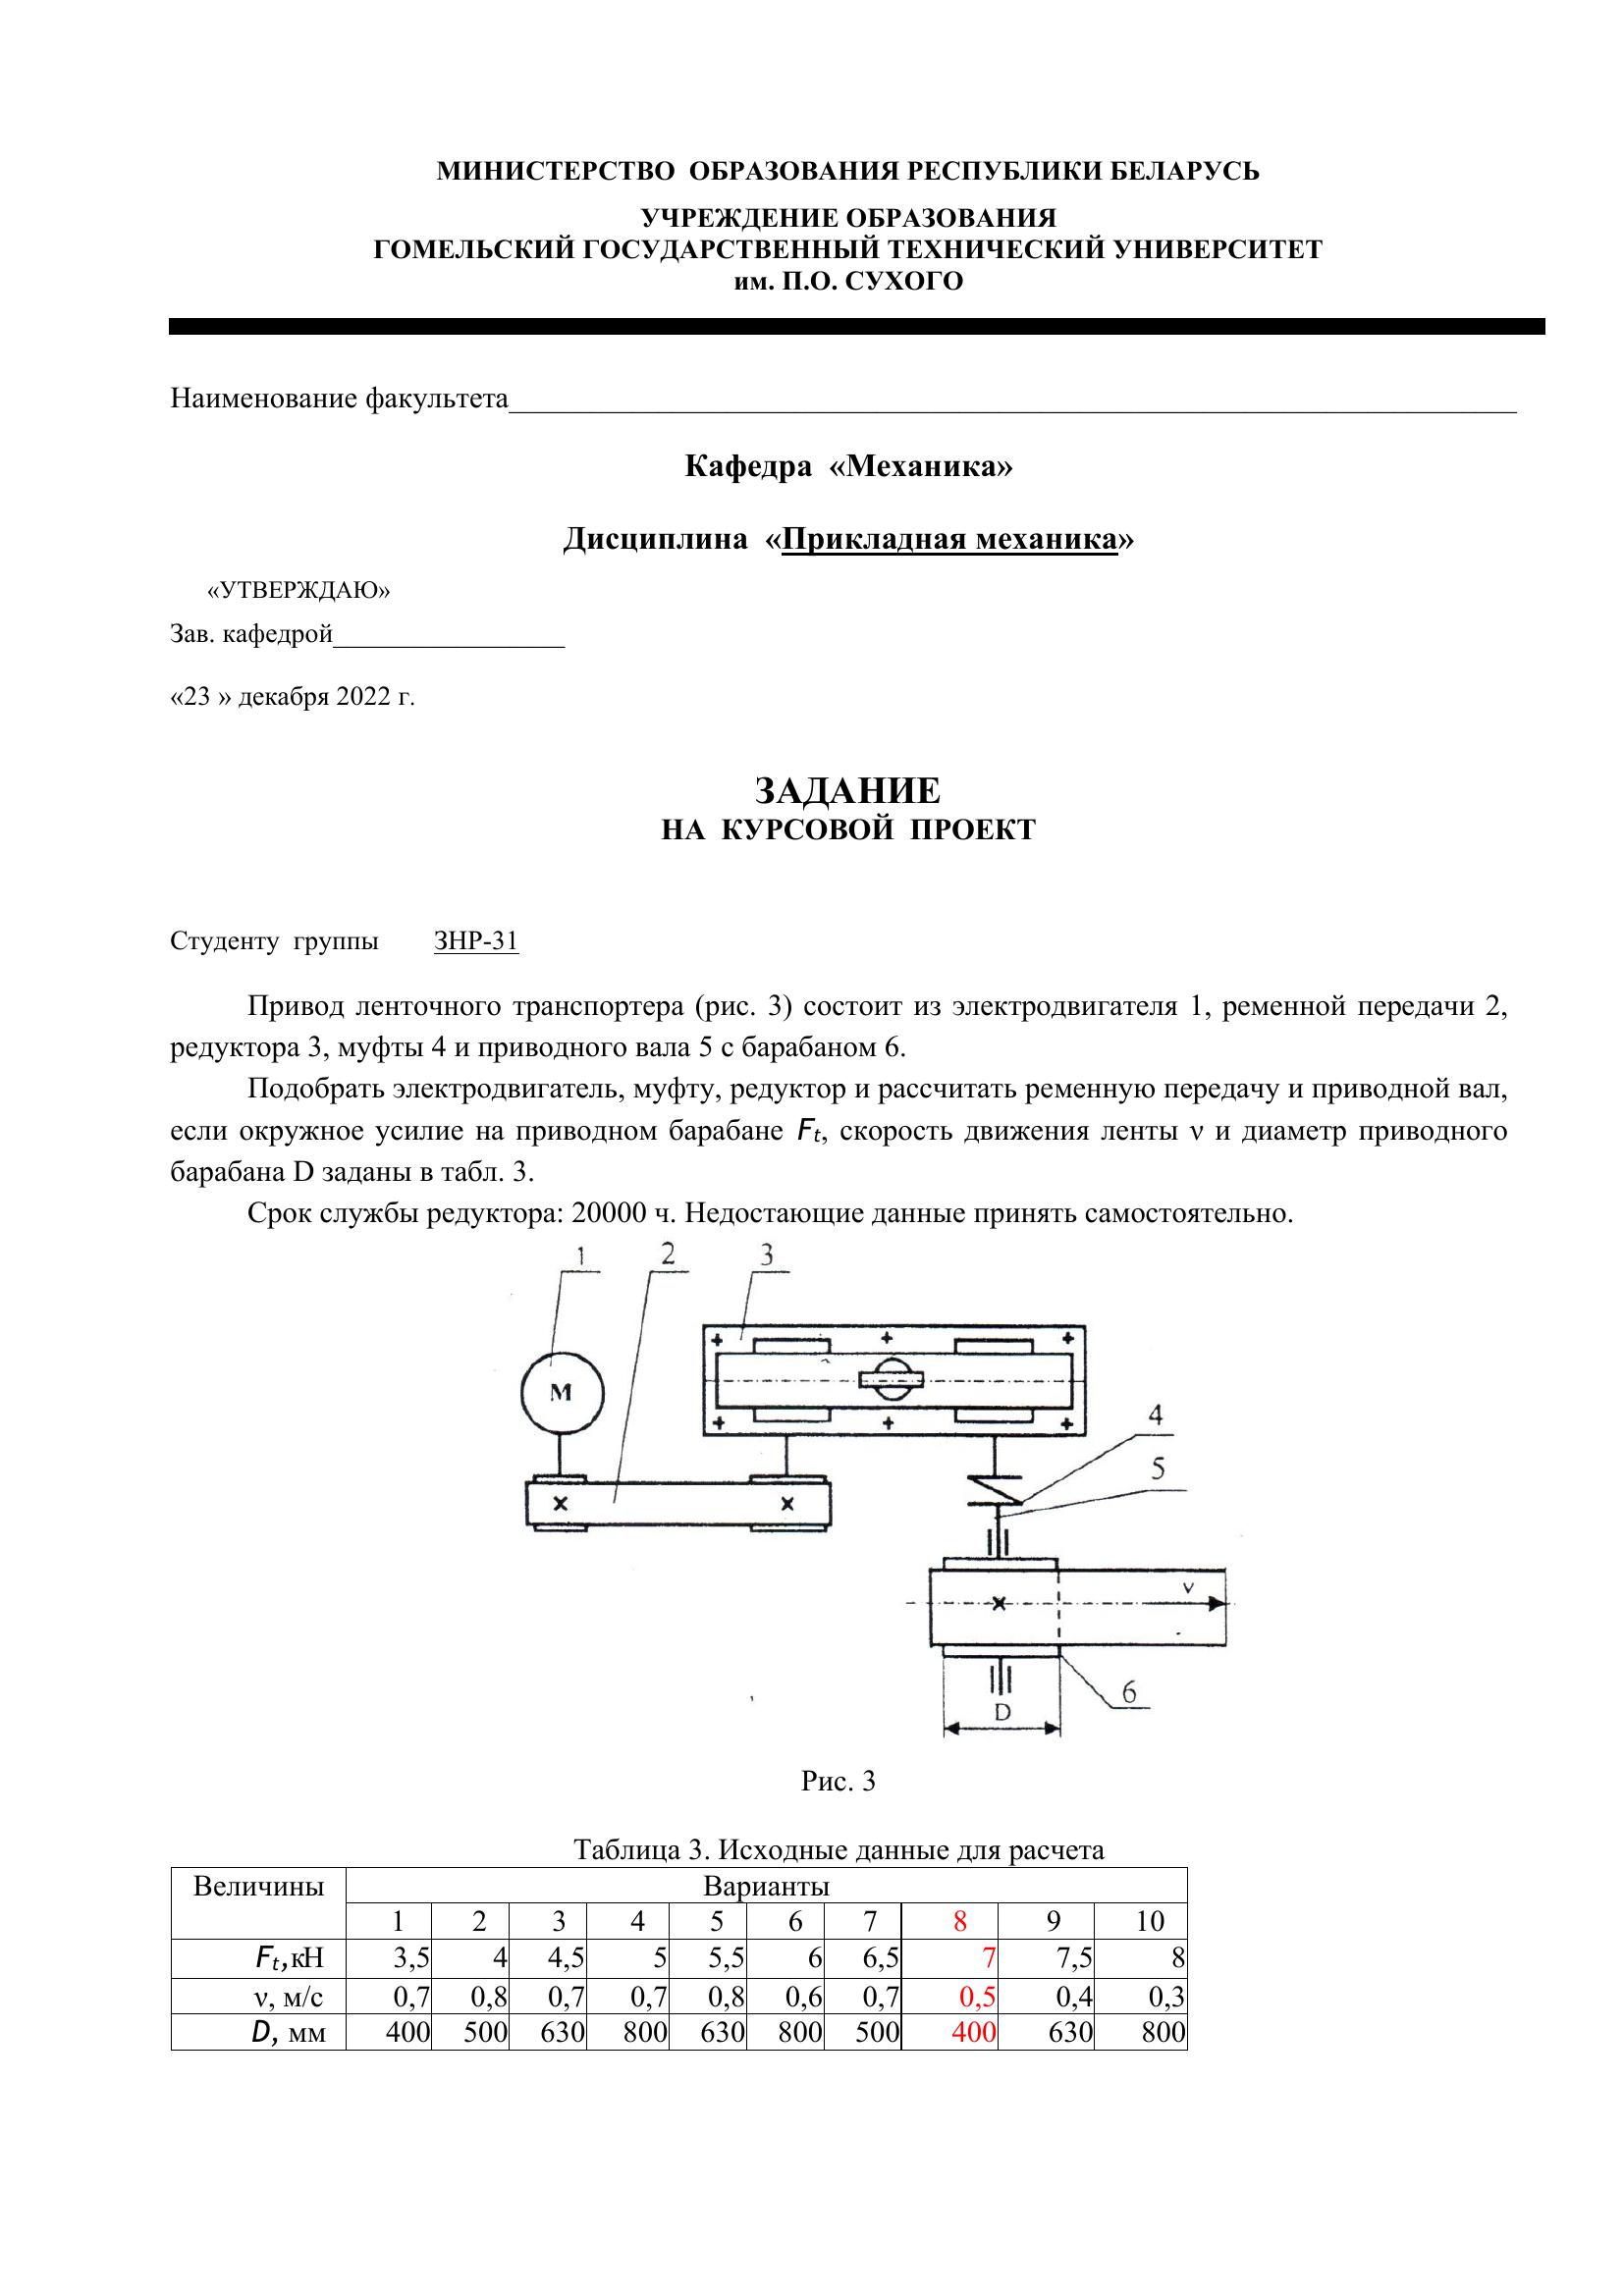 МИНИСТЕРСТВО ОБРАЗОВАНИЯ РЕСПУБЛИКИ БЕЛАРУСЬ
УЧРЕЖДЕНИЕ ОБРАЗОВАНИЯ
ГОМЕЛЬСКИЙ ГОСУДАРСТВЕННЫЙ ТЕХНИЧЕСКИЙ УНИВЕРСИТЕТ
им. П.О. СУХОГО
Наименование факультета
Кафедра «Механика»
Дисциплина «Прикладная механика»
«УТВЕРЖДАЮ»
Зав. кафедрой
«23 » декабря 2022 г.
ЗАДАНИЕ
НА КУРСОВОЙ ПРОЕКТ
Студенту группы ЗНР-31
Привод ленточного транспортера (рис. 3) состоит из электродвигателя 1, ременной передачи 2,
редуктора 3, муфты 4 и приводного вала 5 с барабаном 6.
Подобрать электродвигатель, муфту, редуктор и рассчитать ременную передачу и приводной вал,
если окружное усилие на приводном барабане Ft, скорость движения ленты ν и диаметр приводного
барабана D заданы в табл. 3.
Срок службы редуктора: 20000 ч. Недостающие данные принять самостоятельно.
1 2 3
М
4
5
v
6
D
Рис. 3
Таблица 3. Исходные данные для расчета
Величины Варианты
1 2 3 4 5 6 7 8 9 10
Ft,кН 3,5 4 4,5 5 5,5 6 6,5 7 7,5 8
ν, м/с 0,7 0,8 0,7 0,7 0,8 0,6 0,7 0,5 0,4 0,3
D, мм 400 500 630 800 630 800 500 400 630 800